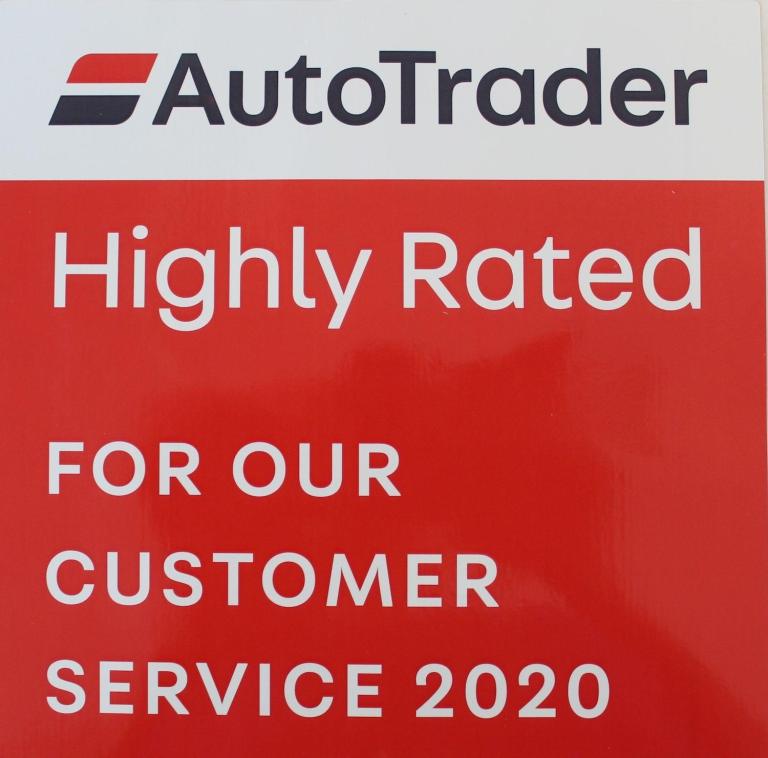 AutoTrader
Highly Rated
FOR OUR
CUSTOMER
SERVICE 2020